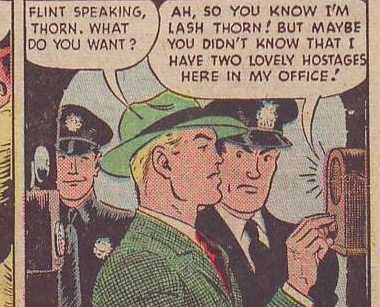 FLINT SPEAKING,
THORN. WHAT
DO YOU WANT?
AH, SO YOU KNOW I'M
LASH THORN! BUT MAYBE
YOU DIDN'T KNOW THAT I
HAVE TWO LOVELY HOSTAGES
HERE IN MY OFFICE!